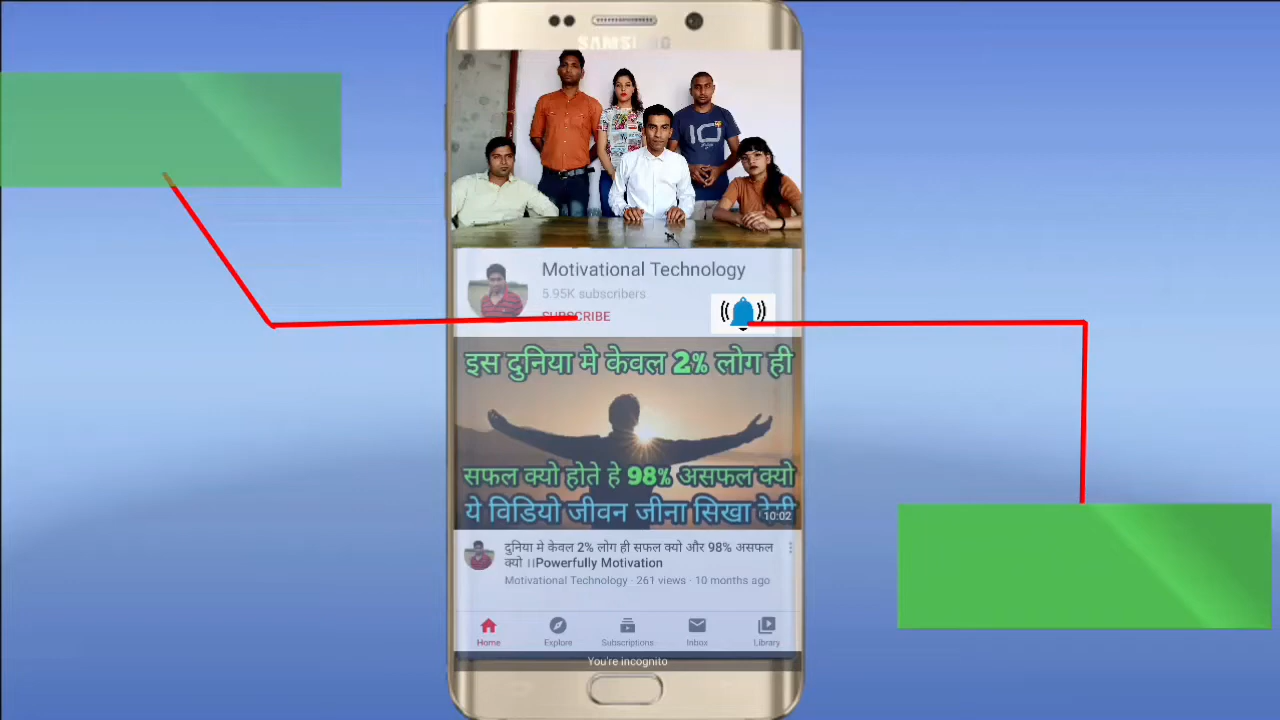 SAMSUNG
10
Motivational Technology
5.95K subscribers
SUBSCRIBE
इस दुनिया मे केवल 2% लोग ही
सफल क्यो होते हे 98% असफल क्यो
ये विडियो जीवन जीना सिखा देगी
10:02
दुनिया मे केवल 2% लोग ही सफल क्यो और 98% असफल
क्यो ।।Powerfully Motivation
Motivational Technology · 261 views · 10 months ago
Home Explore Subscriptions Inbox Library
You're incognito